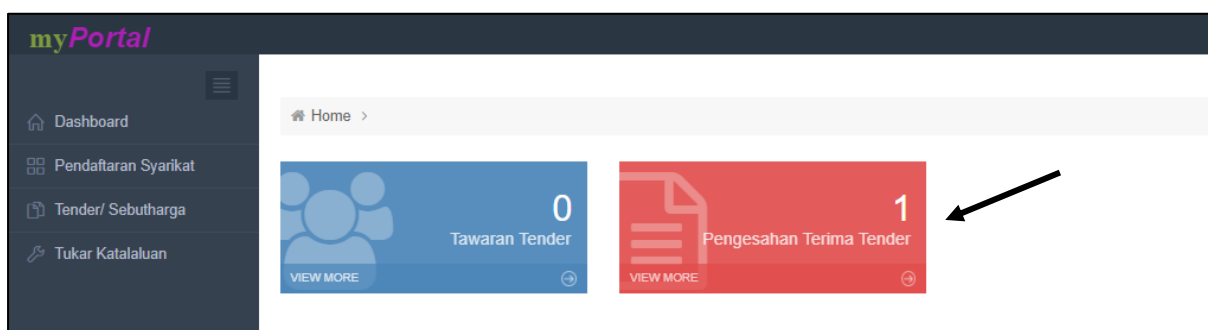 myPortal
Dashboard
Pendaftaran Syarikat
Tender/ Sebutharga
Tukar Katalaluan
Home >
0
Tawaran Tender
VIEW MORE
1
Pengesahan Terima Tender
VIEW MORE